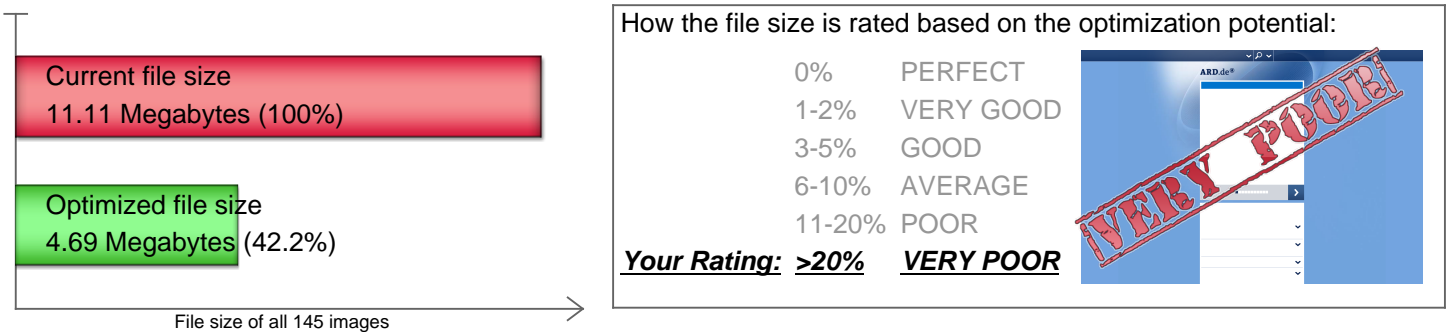 Current file size
11.11 Megabytes (100%)
Optimized file size
4.69 Megabytes (42.2%)
File size of all 145 images
How the file size is rated based on the optimization potential:
0% PERFECT
1-2% VERY GOOD
3-5% GOOD
6-10% AVERAGE
11-20% POOR
Your Rating: >20% VERY POOR
ARD.de®
VERY POOR